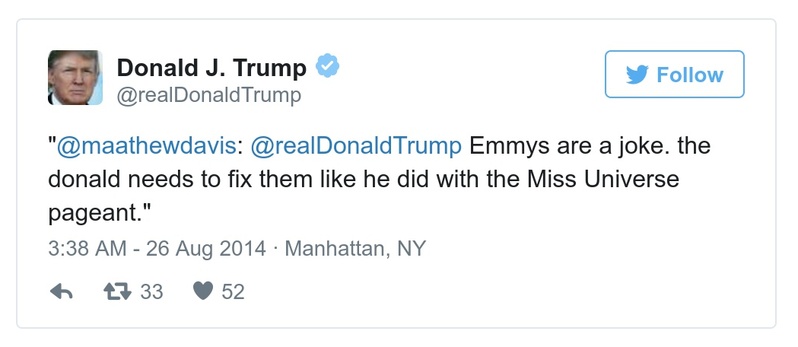 Donald J. Trump
@realDonaldTrump
Follow
"@maathewdavis: @realDonaldTrump Emmys are a joke. the
donald needs to fix them like he did with the Miss Universe
pageant."
3:38 AM - 26 Aug 2014 · Manhattan, NY
33 52